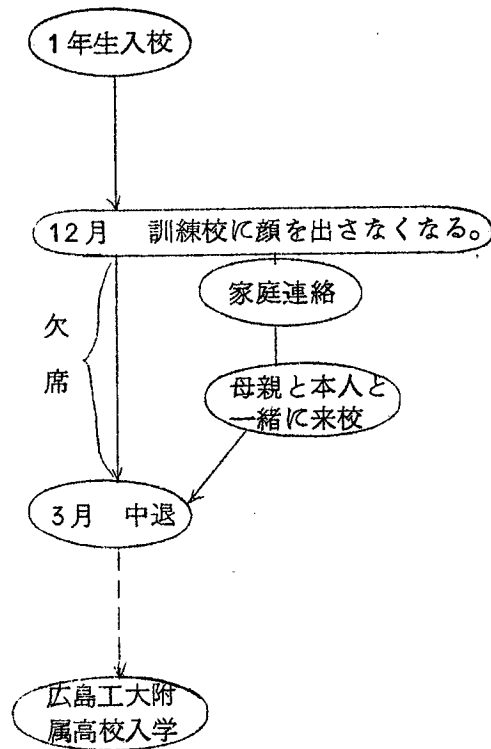 1年生入校
12月 訓練校に顔を出さなくなる。
家庭連絡
欠席
母親と本人と
一緒に来校
3月 中退
広島工大附
属高校入学